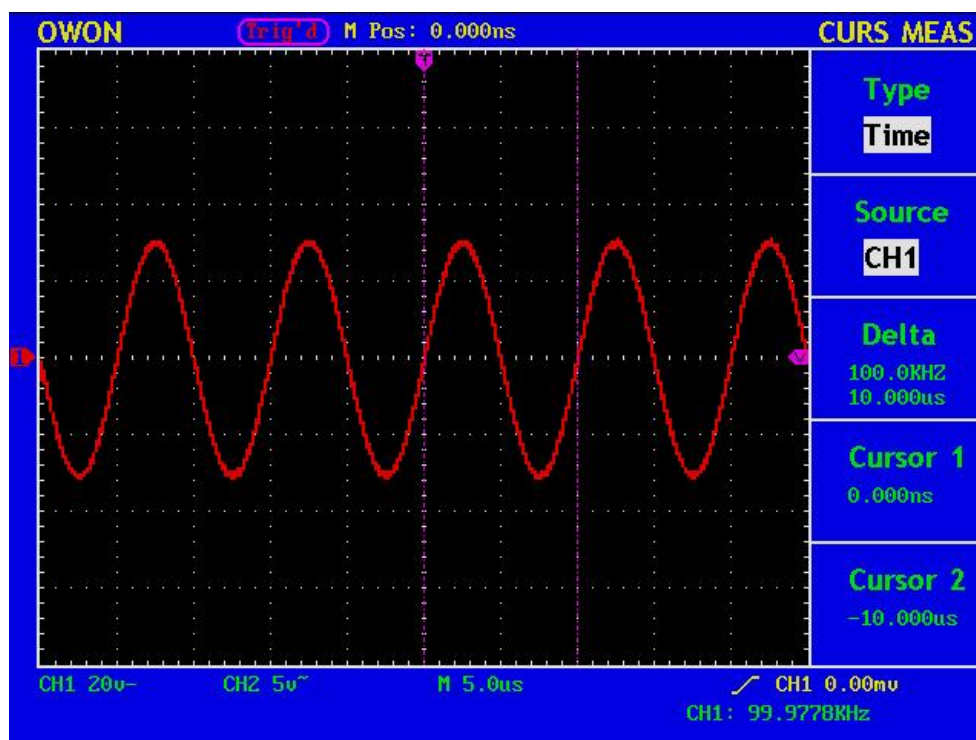 OWON Trig'd M Pos: 0.000ns CURS MEAS
T
Type
Time
Source
CH1
Delta
100.0KHZ
10.000us
Cursor 1
0.000ns
Cursor 2
-10.000us
1
V
CH1 20v- CH2 5v~ M 5.0us CH1 0.00mv
CH1: 99.9778KHz